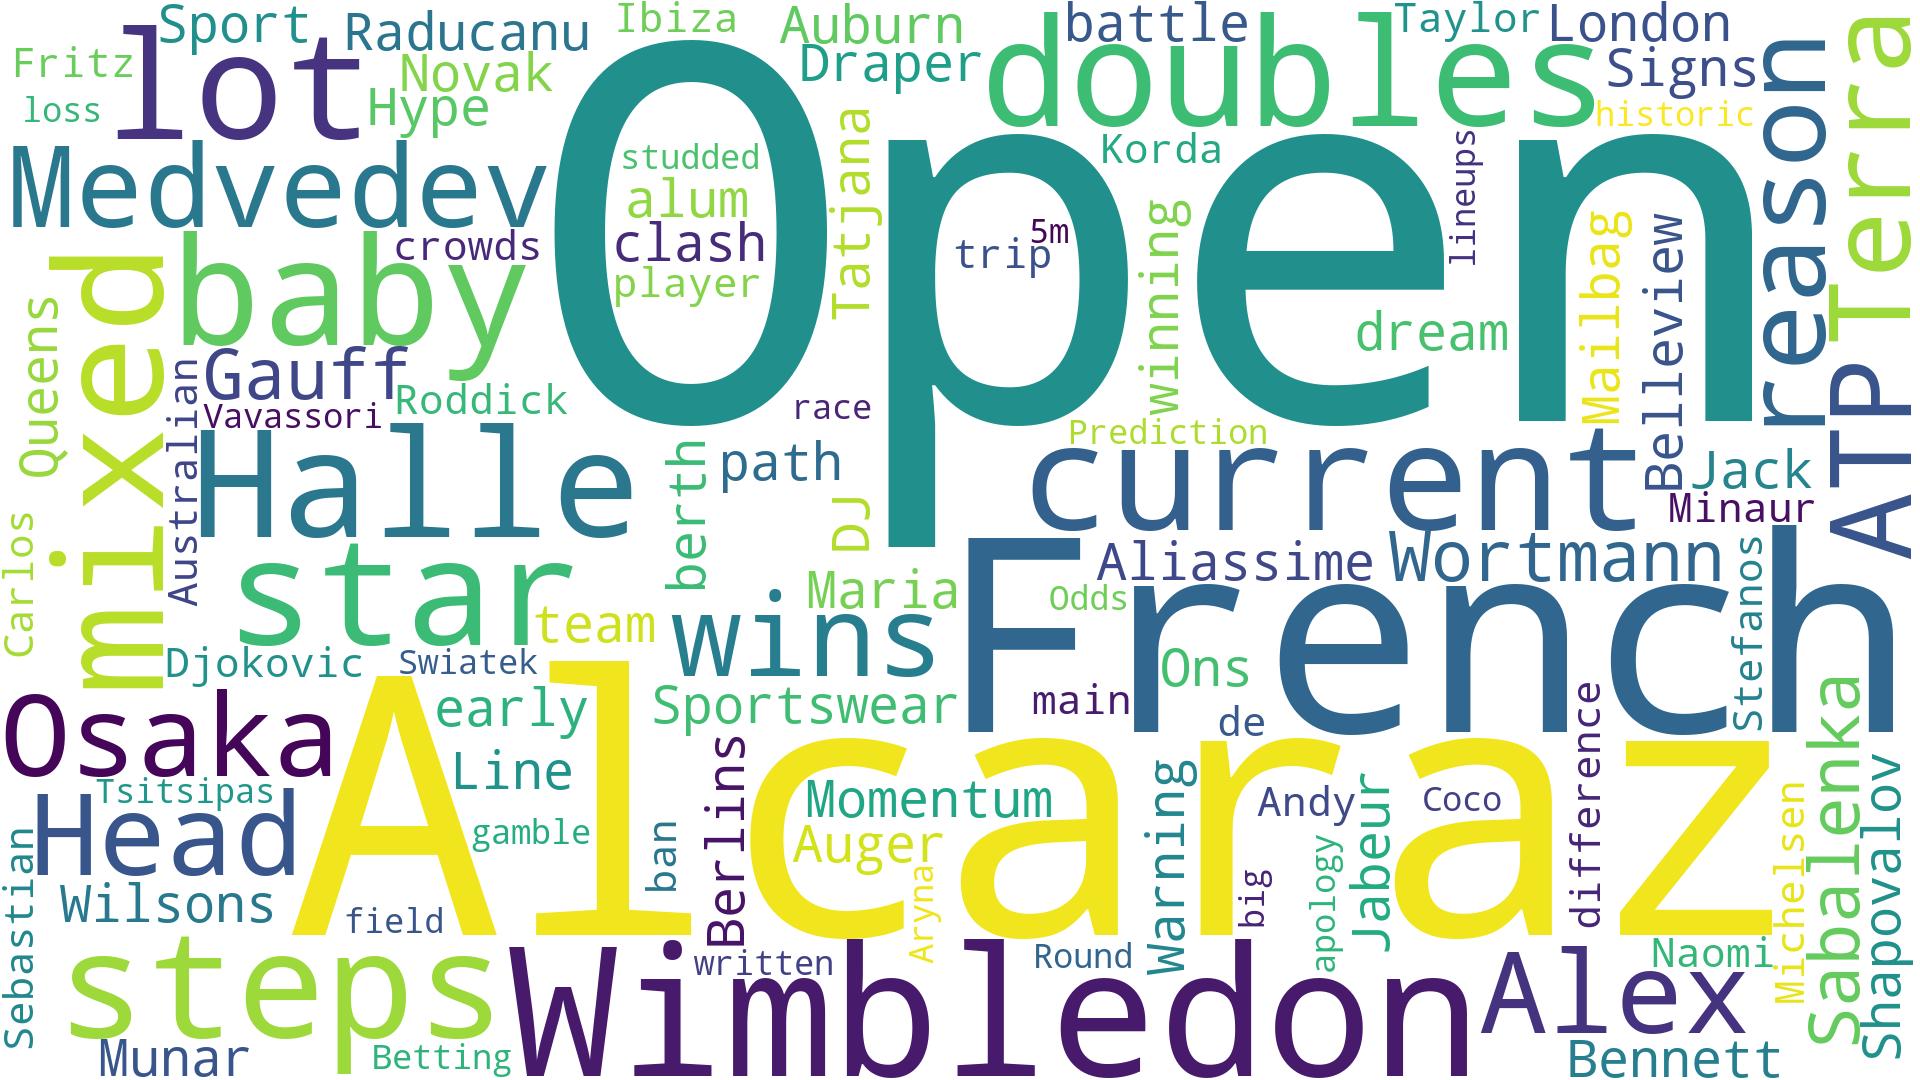 Sport
Raducanu
Ibiza
Auburn
battle
Taylor
London
Fritz
lot
Novak
Draper
doubles
Signs
loss
Hype
historic
Terra
Medvedev
Open
studded
Tatjana
Korda
lineups
reason
alum
crowds
clash
trip
5m
winning
Mailbag
Belleview
mixed
baby
player
dream
Queens
Gauff
Australian
Vavassori
Roddick
race
Prediction
ATP
Halle
berth
path
current
Jack
Minaur
Carlos
star
DJ
Aliassime
Wortmann
Stefanos
team
wins
Maria
Odds
French
Djokovic
Swiatek
Ons
Osaka
early
Sportswear
main
de
difference
Sabalenka
Tsitsipas
Line
Alcaraz
Berlins
Momentum
Warning
Andy
Coco
Jabeur
Michelsen
Shapovalov
Head
gamble
ban
Auger
apology
Sebastian
Wilsons
field
Aryna
big
steps
written
Round
Naomi
Wimbledon
Alex
Munar
Betting
Bennett